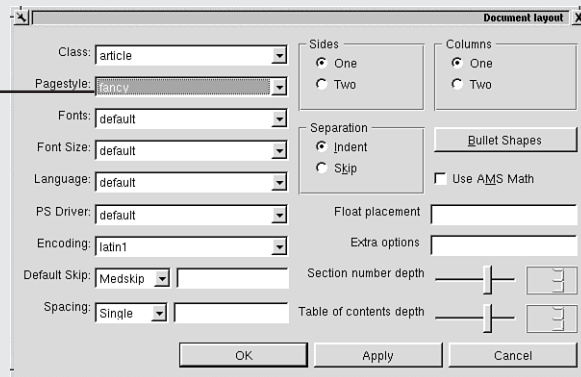 Document layout
Class: article
Pagestyle: fancy
Fonts: default
Font Size: default
Language: default
PS Driver: default
Encoding: latin1
Default Skip: Medskip
Spacing: Single
Sides
One
Two
Columns
One
Two
Separation
Indent
Skip
Bullet Shapes
Use AMS Math
Float placement
Extra options
Section number depth 3
Table of contents depth 3
OK Apply Cancel